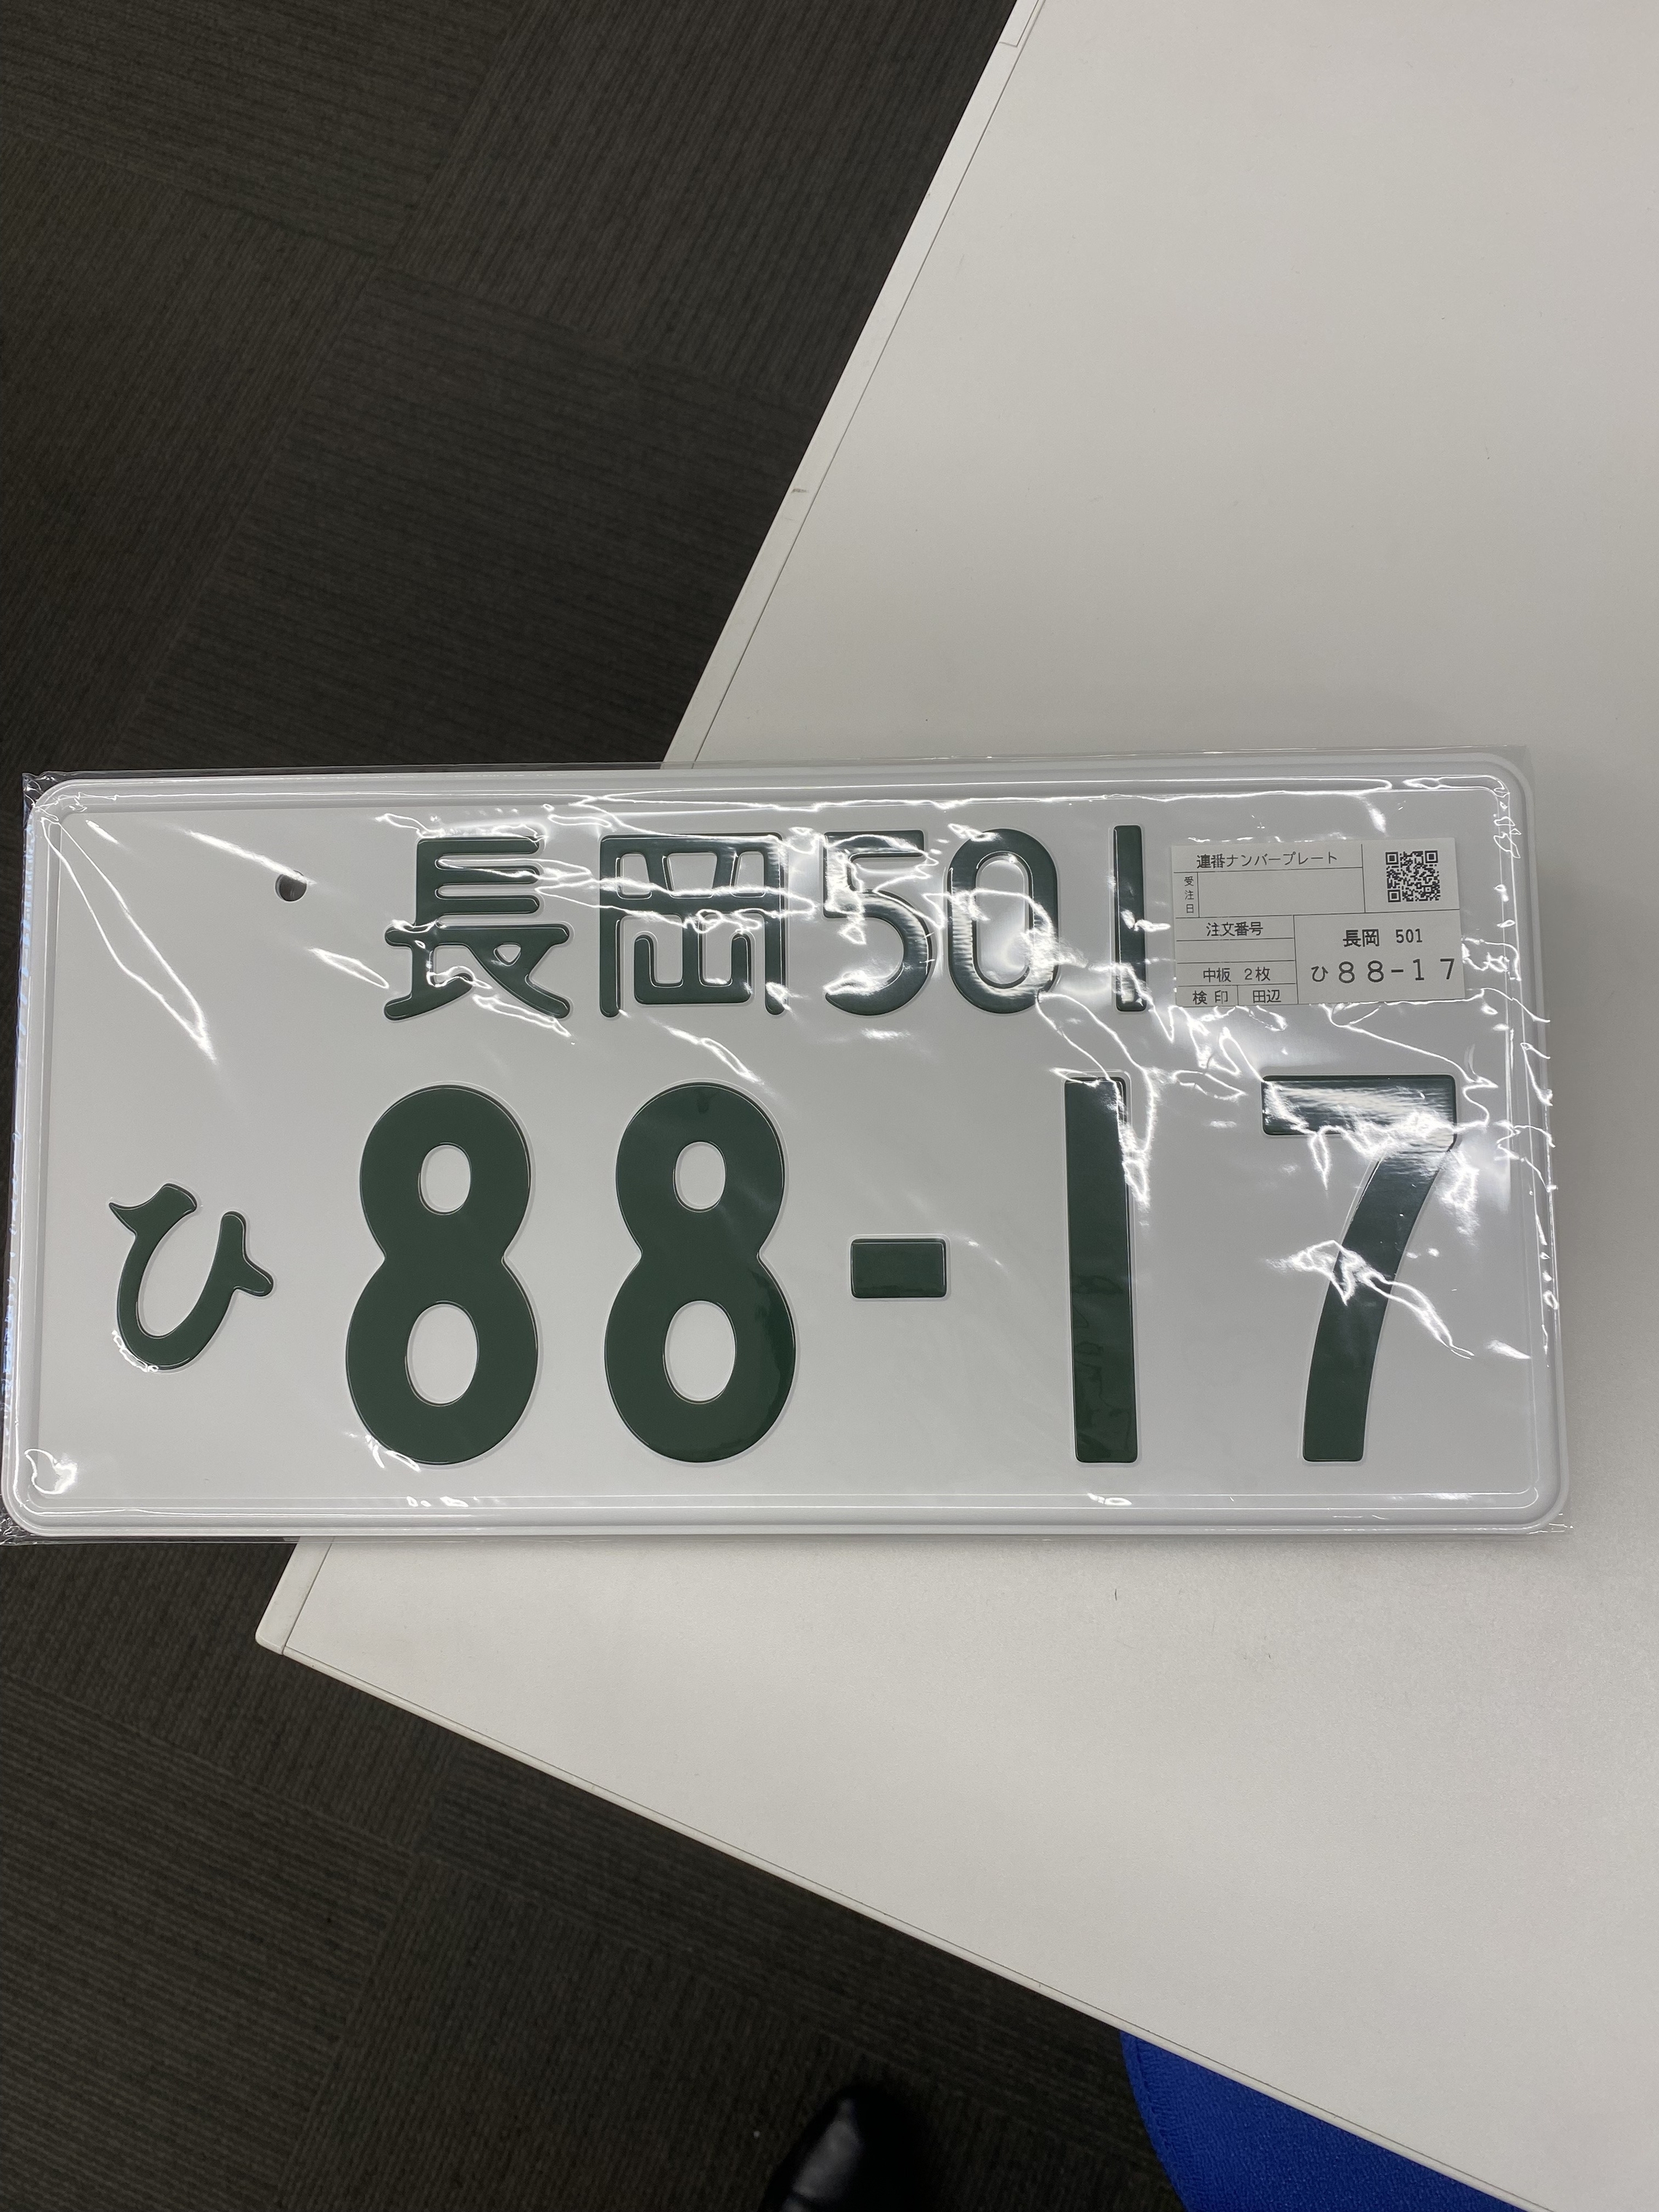 長岡501
ひ 88-17
連番ナンバープレート
受注日
注文番号
長岡 501
ひ88-17
中板 2枚
検印 田辺